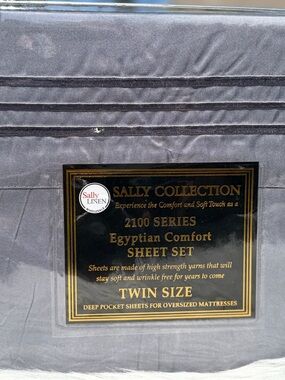 Sally
LINEN
SALLY COLLECTION
Experience the Comfort and Soft Touch as a
2100 SERIES
Egyptian Comfort
SHEET SET
Sheets are made of high strength yarns that will
stay soft and wrinkle free for years to come
TWIN SIZE
DEEP POCKET SHEETS FOR OVERSIZED MATTRESSES